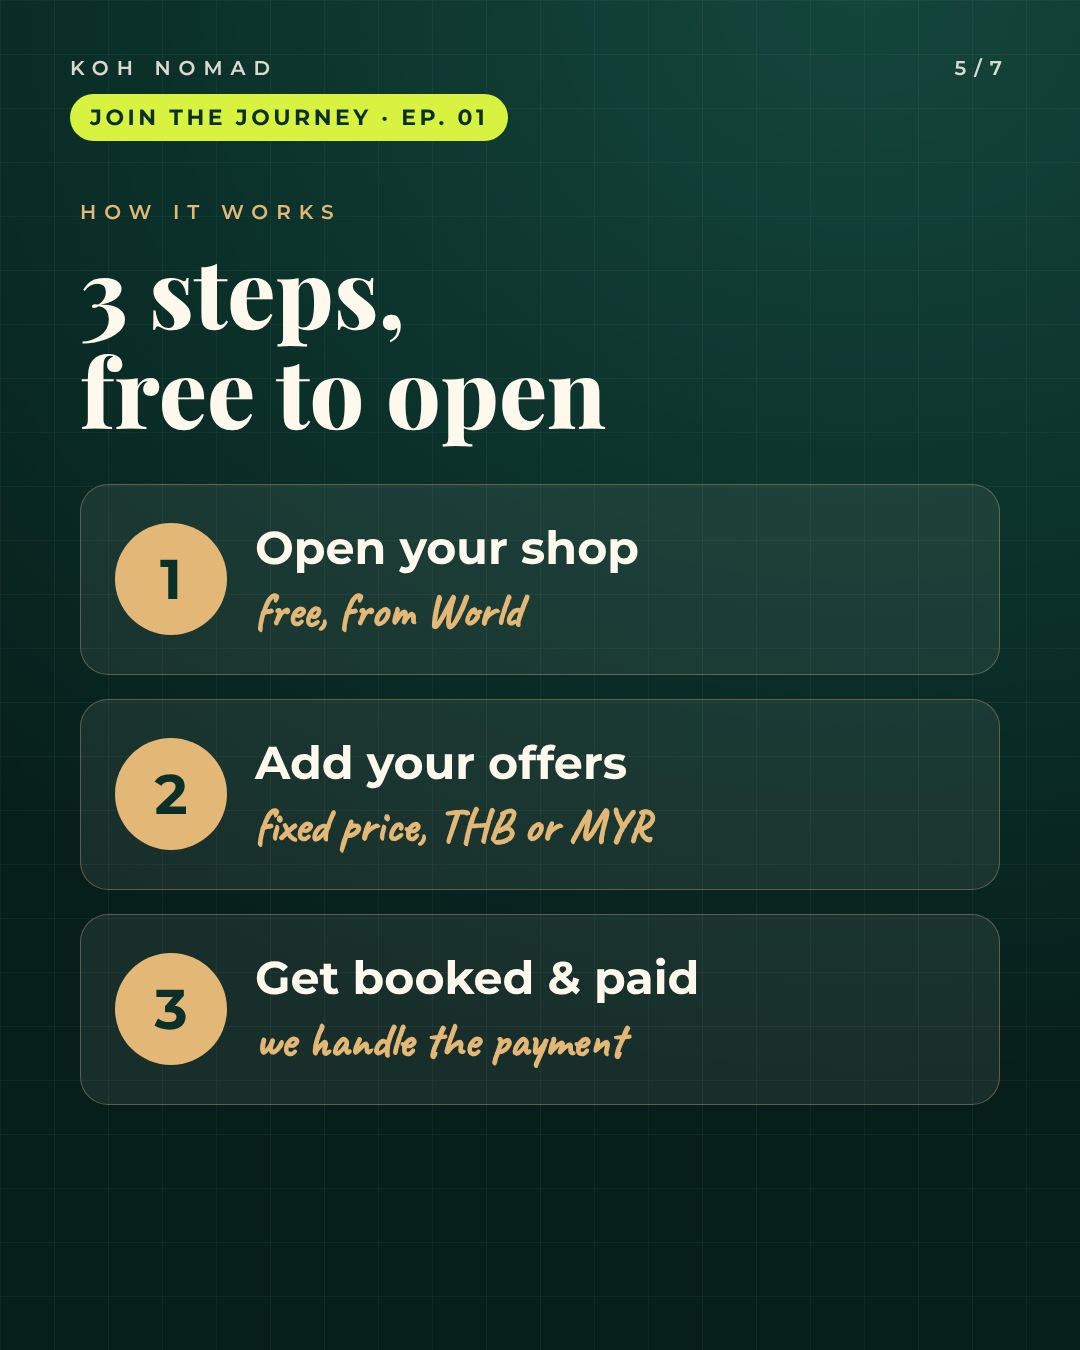 KOH NOMAD
5 / 7
JOIN THE JOURNEY · EP. 01
HOW IT WORKS
3 steps,
free to open
1
Open your shop
free, from World
2
Add your offers
fixed price, THB or MYR
3
Get booked & paid
we handle the payment